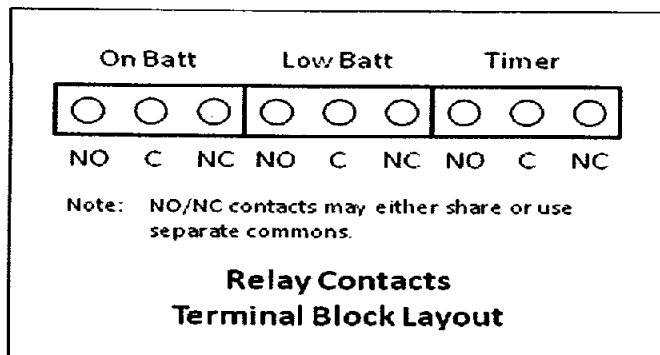 On Batt Low Batt Timer
NO C NC NO C NC NO C NC
Note: NO/NC contacts may either share or use
separate commons.
Relay Contacts
Terminal Block Layout